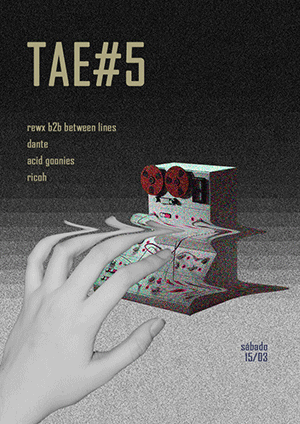 TAE#5
rewx b2b between lines
dante
acid goonies
ricoh
sábado
15/03